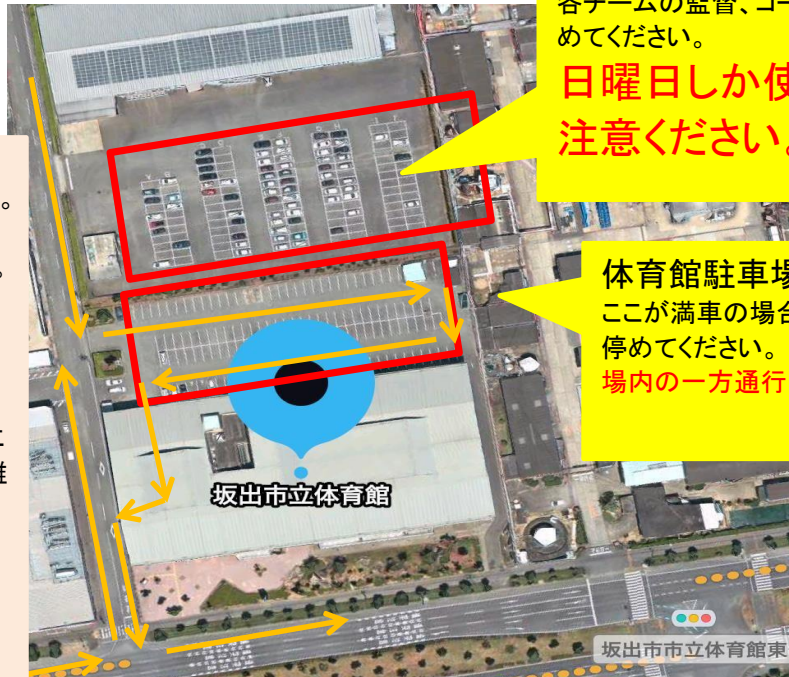 各チームの監督、コー
めてください。
日曜日しか使
注意ください。
。
。
体育館駐車場
ここが満車の場合
停めてください。
場内の一方通行
坂出市立体育館
坂出市市立体育館東